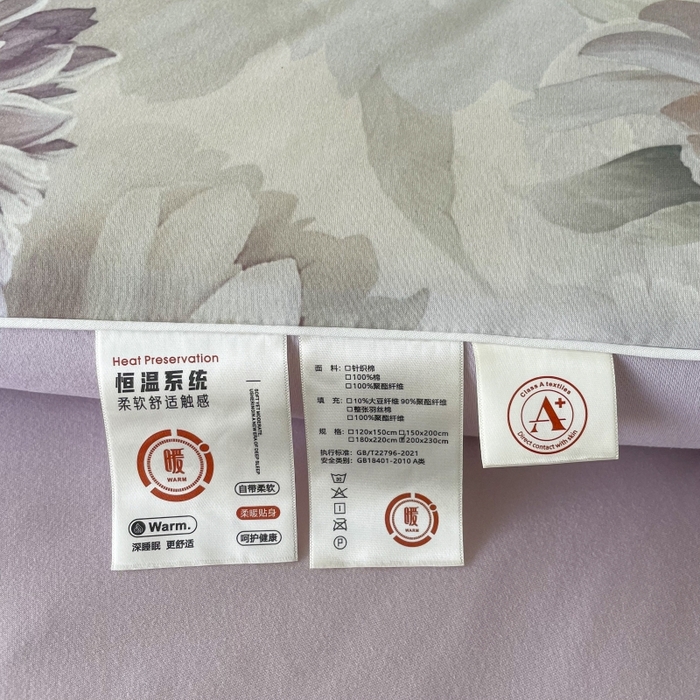 Heat Preservation
恒温系统
柔软舒适触感
暖
WARM
自带柔软
柔暖贴身
呵护健康
Warm.
深睡眠 更舒适
面 料: □针织棉
□100%棉
□100%聚酯纤维
填 充: □10%大豆纤维 90%聚酯纤维
□整张羽丝棉
□100%聚酯纤维
规 格: □120x150cm □150x200cm
□180x220cm ☑200x230cm
执行标准: GB/T22796-2021
安全类别: GB18401-2010 A类
暖
WARM
Class A textiles
A+
Direct contact with skin